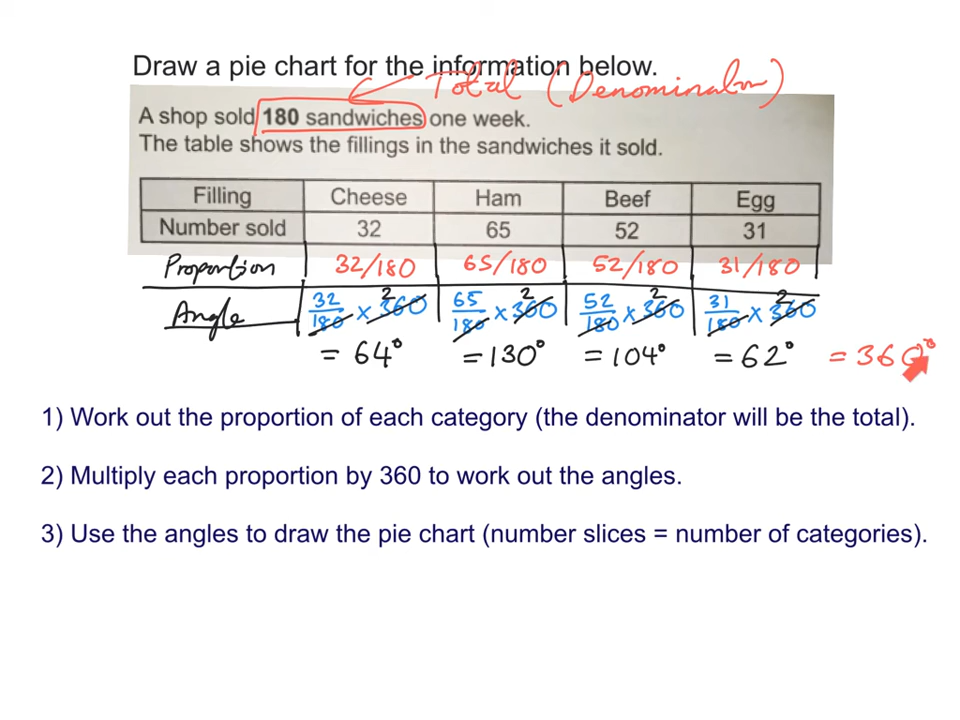 Draw a pie chart for the information below.
Total (Denominator)
A shop sold 180 sandwiches one week.
The table shows the fillings in the sandwiches it sold.
Filling Cheese Ham Beef Egg
Number sold 32 65 52 31
Proportion 32/180 65/180 52/180 31/180
Angle 32/180 × 360 2 65/180 × 360 2 52/180 × 360 2 31/180 × 360 2
= 64° = 130° = 104° = 62° = 360°
1) Work out the proportion of each category (the denominator will be the total).
2) Multiply each proportion by 360 to work out the angles.
3) Use the angles to draw the pie chart (number slices = number of categories).